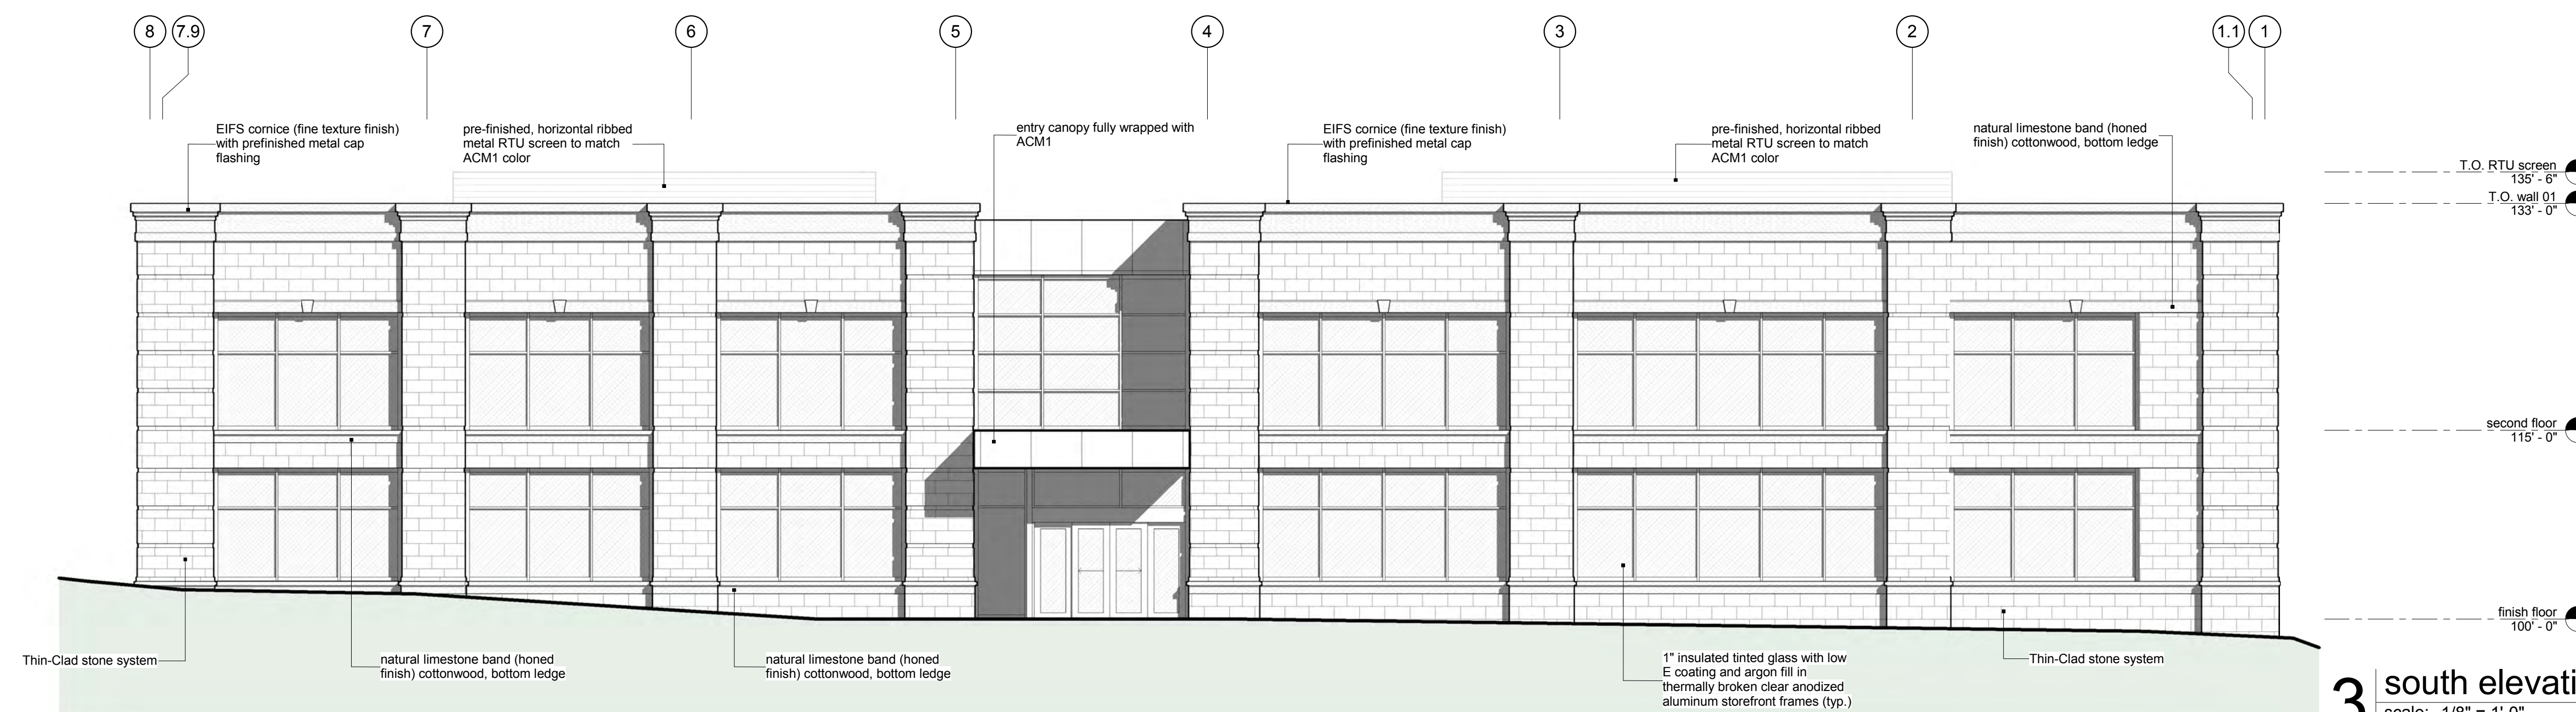 8
7.9
7
6
5
4
3
2
1.1
1
EIFS cornice (fine texture finish)
with prefinished metal cap
flashing
pre-finished, horizontal ribbed
metal RTU screen to match
ACM1 color
entry canopy fully wrapped with
ACM1
EIFS cornice (fine texture finish)
with prefinished metal cap
flashing
pre-finished, horizontal ribbed
metal RTU screen to match
ACM1 color
natural limestone band (honed
finish) cottonwood, bottom ledge
T.O. RTU screen
135' - 6"
T.O. wall 01
133' - 0"
second floor
115' - 0"
finish floor
100' - 0"
Thin-Clad stone system
natural limestone band (honed
finish) cottonwood, bottom ledge
natural limestone band (honed
finish) cottonwood, bottom ledge
1" insulated tinted glass with low
E coating and argon fill in
thermally broken clear anodized
aluminum storefront frames (typ.)
Thin-Clad stone system
3
south elevati
scale: 1/8" = 1'-0"